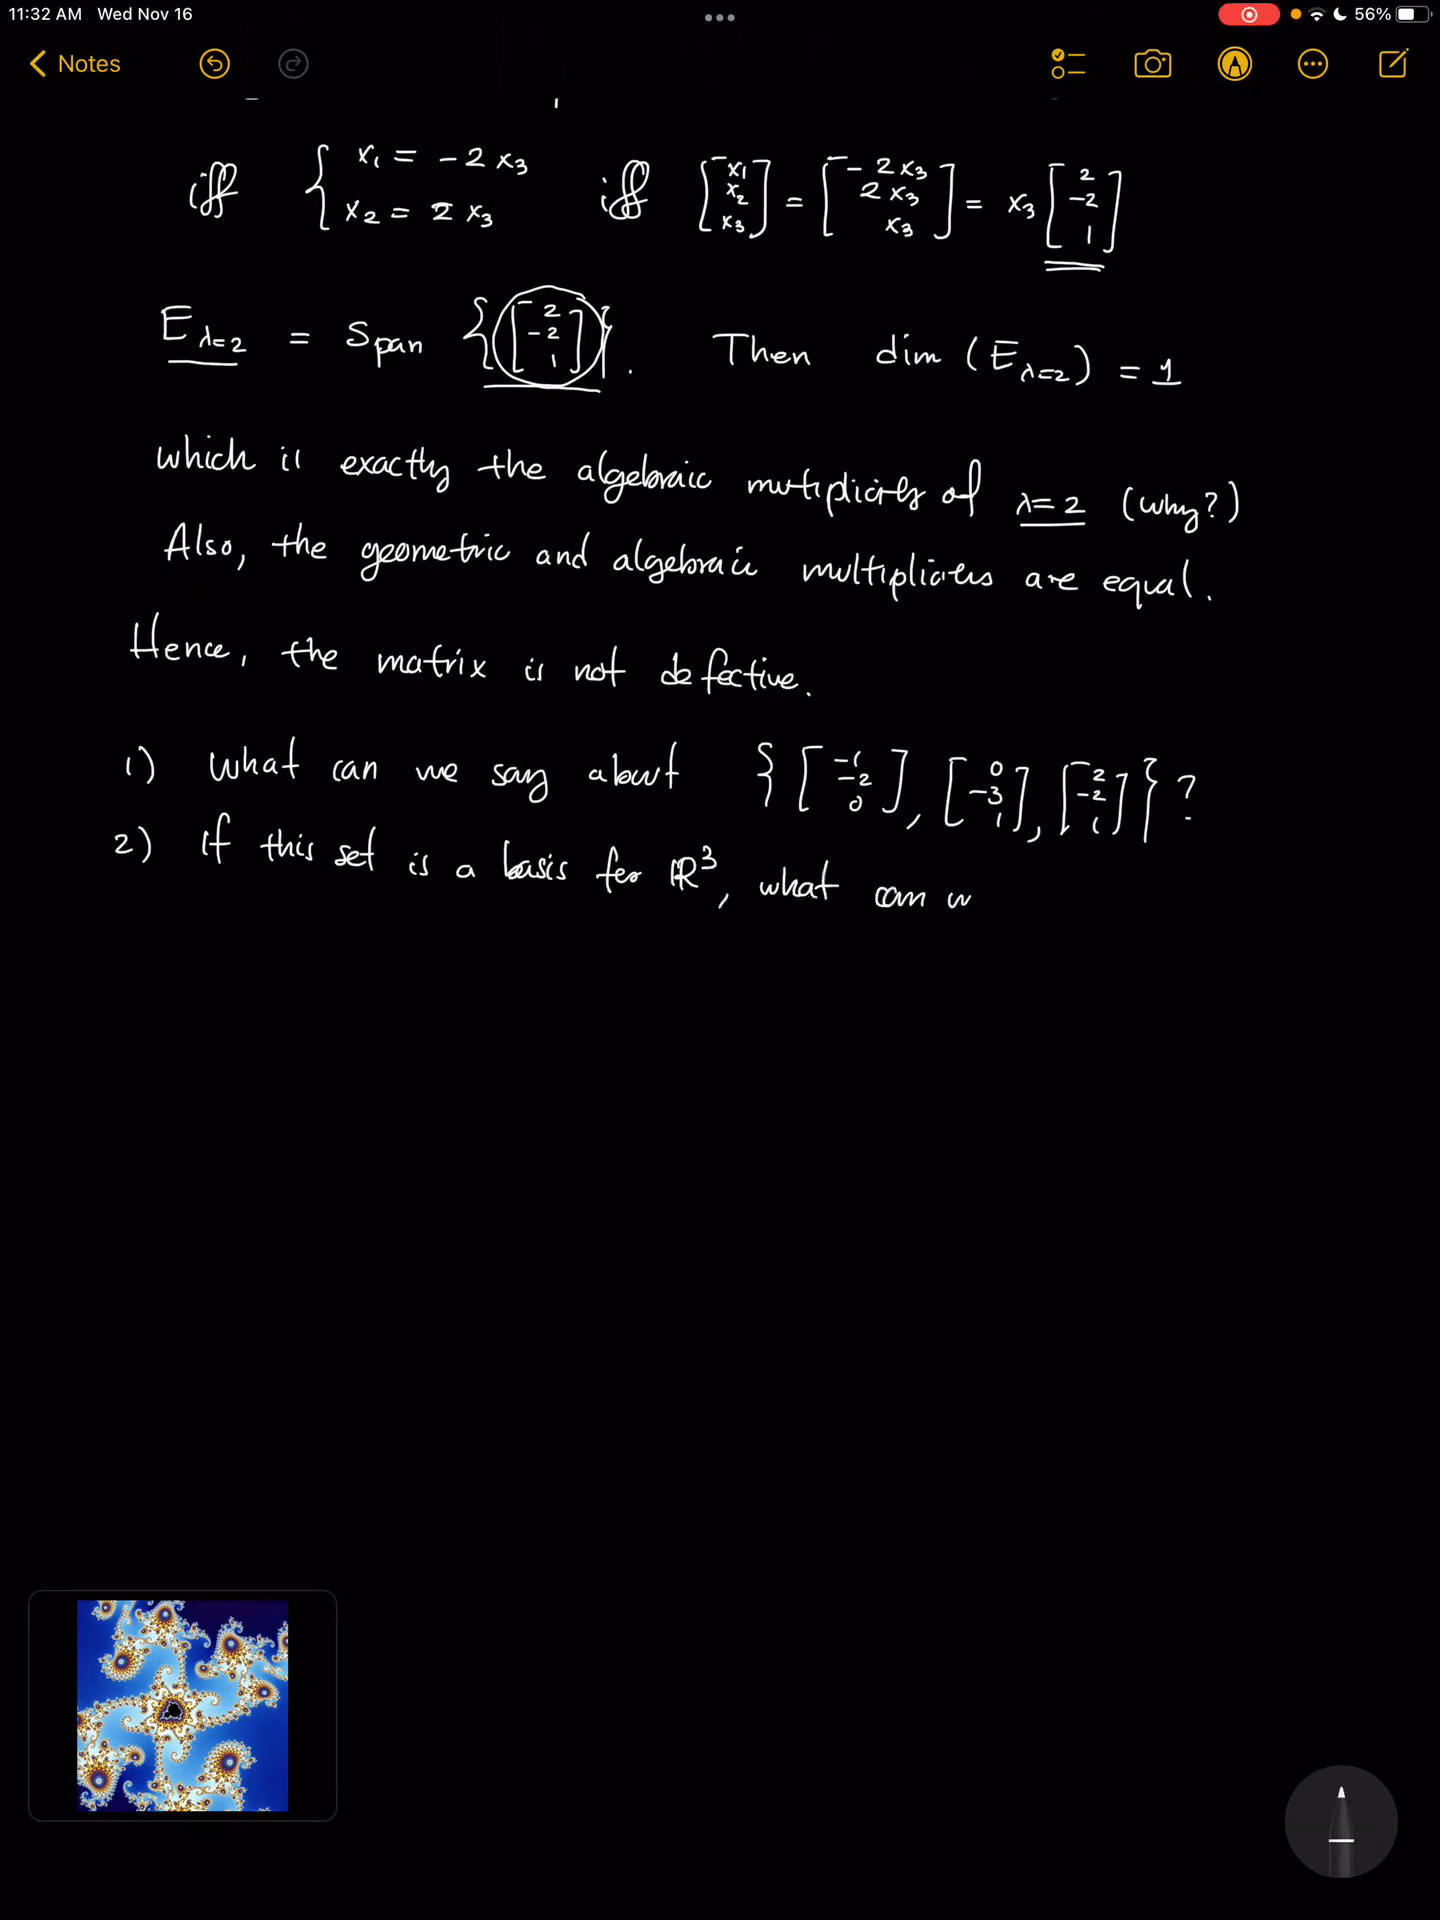 11:32 AM Wed Nov 16 56%
Notes
iff { x₁ = -2 x₃ x₂ = 2 x₃ iff [x₁ x₂ x₃] = [-2x₃ 2x₃ x₃] = x₃ [2 -2 1]
E λ=2 = Span {[2 -2 1]}. Then dim (E λ=2) = 1
which is exactly the algebraic multiplicity of λ=2 (why?)
Also, the geometric and algebraic multiplicities are equal.
Hence, the matrix is not defective.
1) What can we say about {[-1 -2 0], [0 -3 1], [2 -2 1]} ?
2) If this set is a basis for ℝ³, what can w